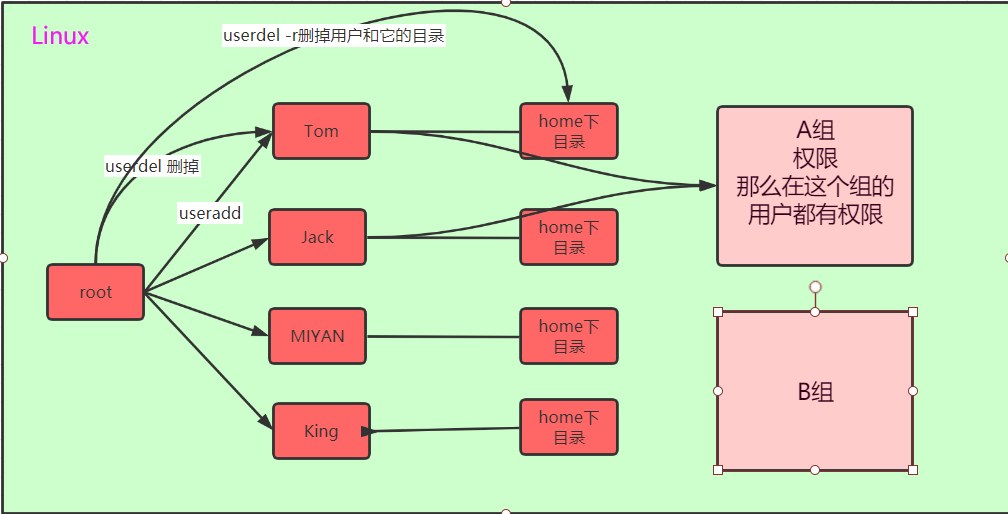 Linux
userdel -r删掉用户和它的目录
userdel 删掉
useradd
root
Tom
home下
目录
Jack
home下
目录
MIYAN
home下
目录
King
home下
目录
A组
权限
那么在这个组的
用户都有权限
B组